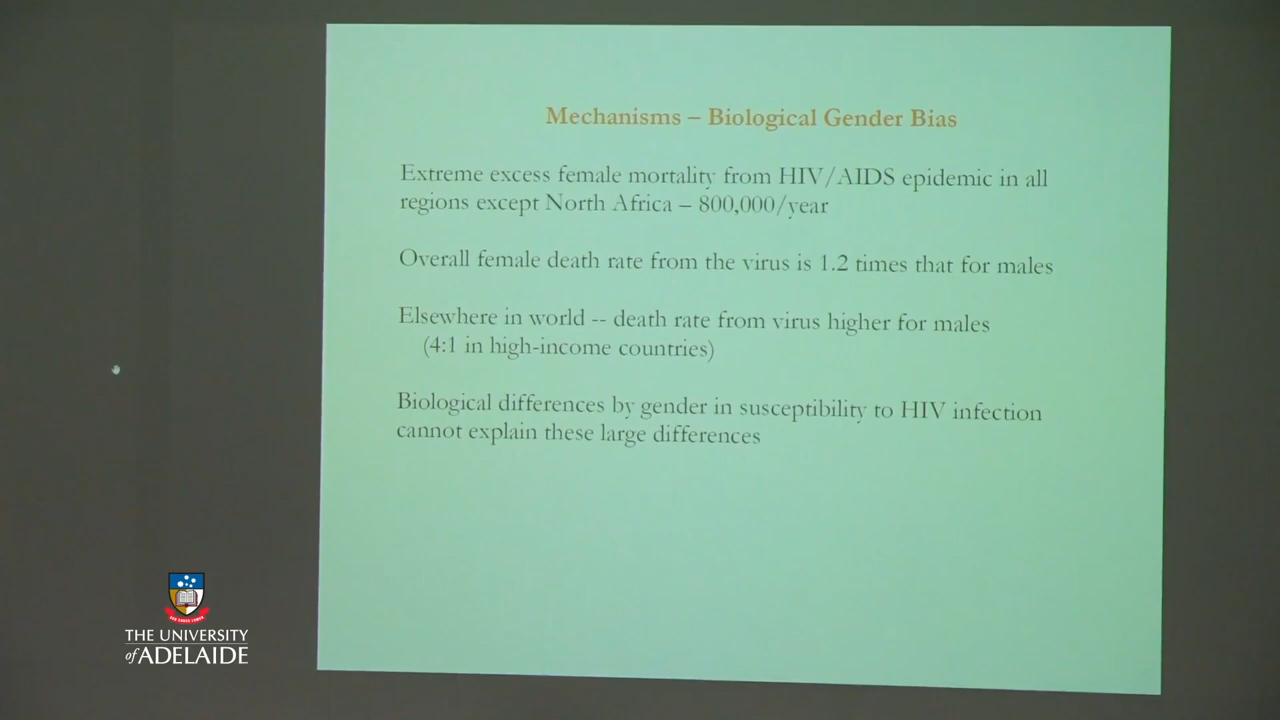 Mechanisms – Biological Gender Bias
Extreme excess female mortality from HIV/AIDS epidemic in all
regions except North Africa – 800,000/year
Overall female death rate from the virus is 1.2 times that for males
Elsewhere in world -- death rate from virus higher for males
(4:1 in high-income countries)
Biological differences by gender in susceptibility to HIV infection
cannot explain these large differences
THE UNIVERSITY
of ADELAIDE